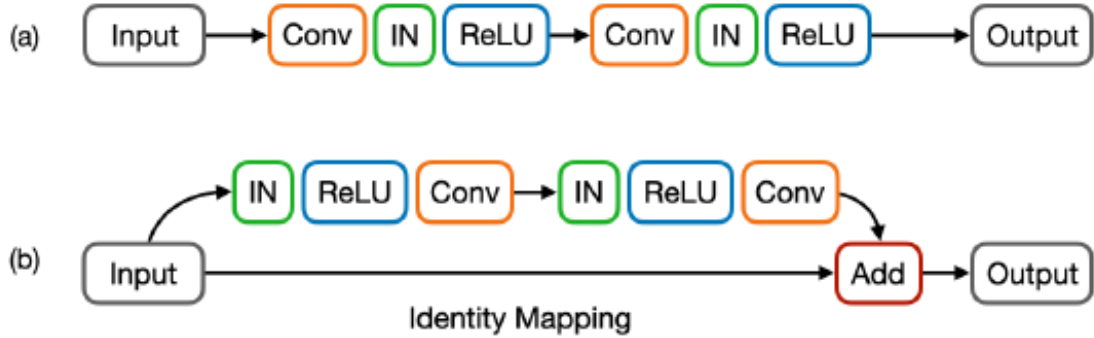 (a) Input Conv IN ReLU Conv IN ReLU Output
IN ReLU Conv IN ReLU Conv
(b) Input Add Output
Identity Mapping